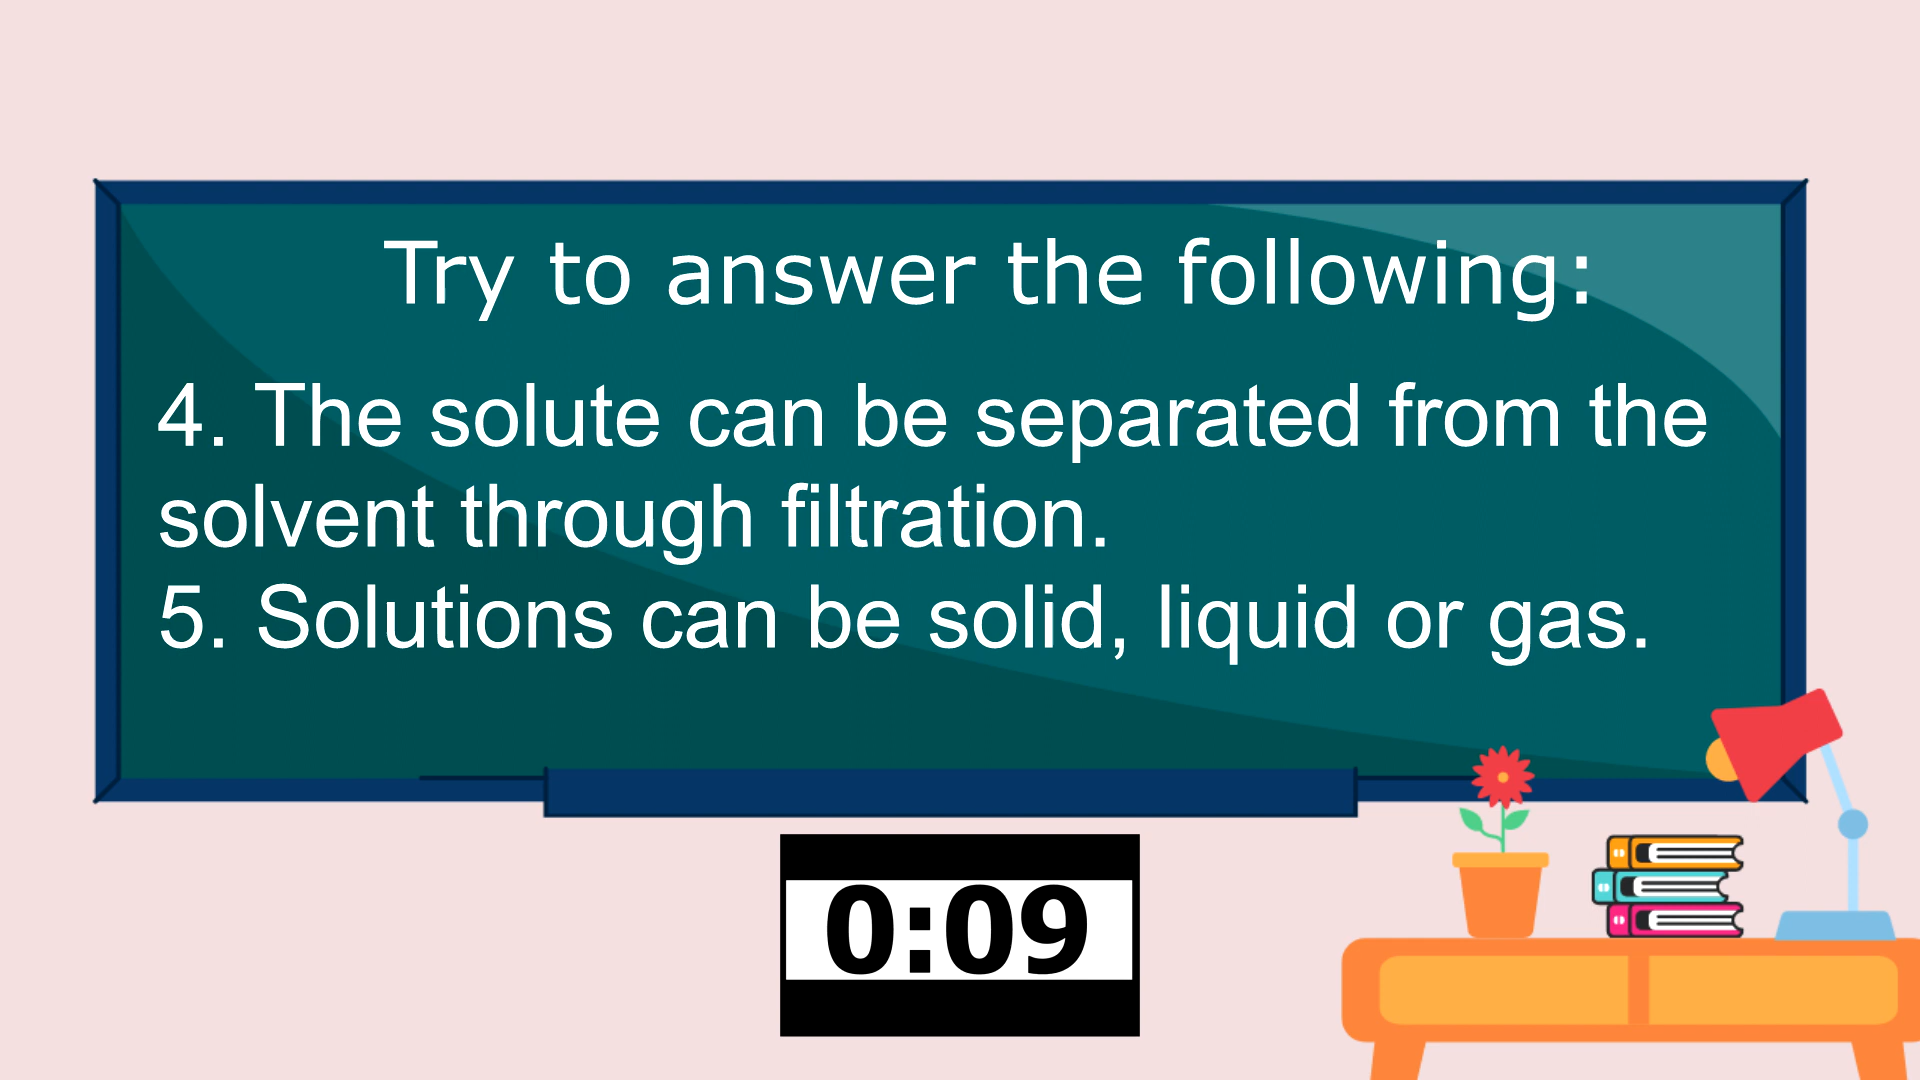 Try to answer the following:
4. The solute can be separated from the
solvent through filtration.
5. Solutions can be solid, liquid or gas.
0:09